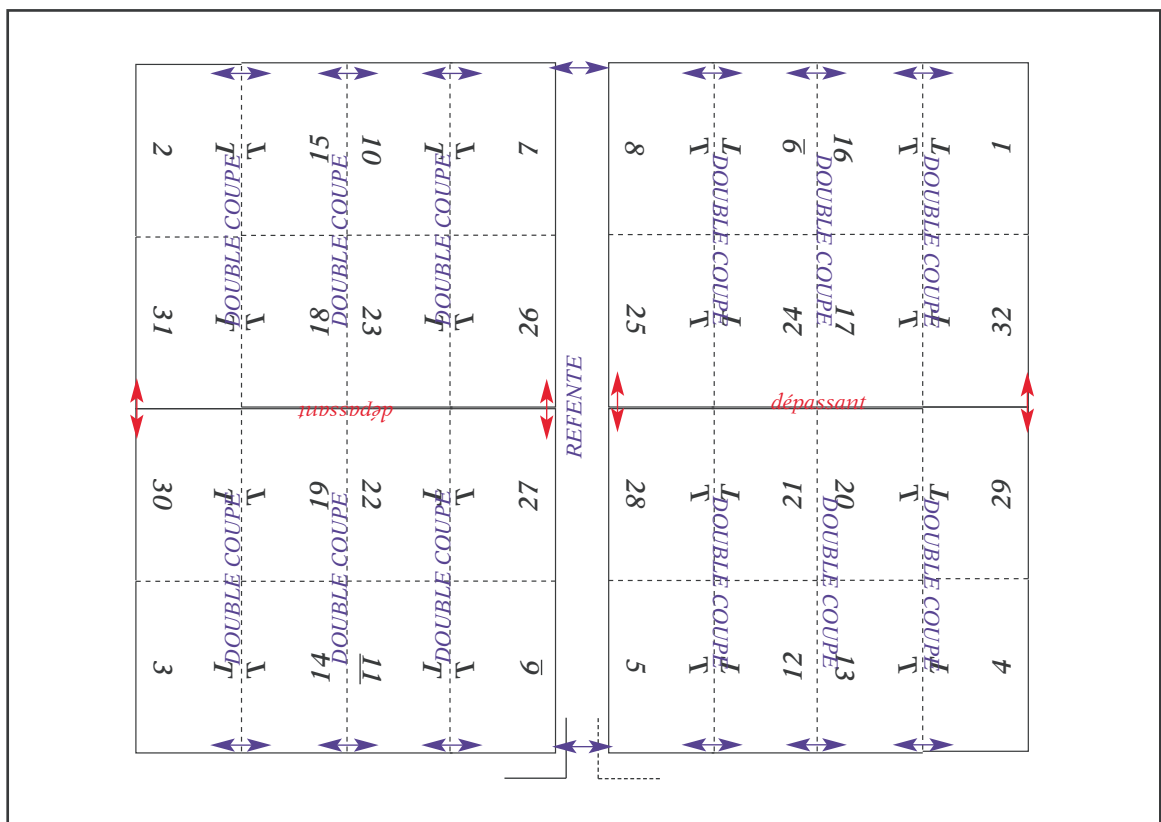 2 T T 15 10 T T 7 8 T T 9 16 T T 1
DOUBLE COUPE DOUBLE COUPE DOUBLE COUPE DOUBLE COUPE DOUBLE COUPE DOUBLE COUPE
31 T T 18 23 T T 26 25 T T 24 17 T T 32
dépassant REFENTE dépassant
30 T T 19 22 T T 27 28 T T 21 20 T T 29
DOUBLE COUPE DOUBLE COUPE DOUBLE COUPE DOUBLE COUPE DOUBLE COUPE DOUBLE COUPE
3 T T 14 11 T T 6 5 T T 12 13 T T 4